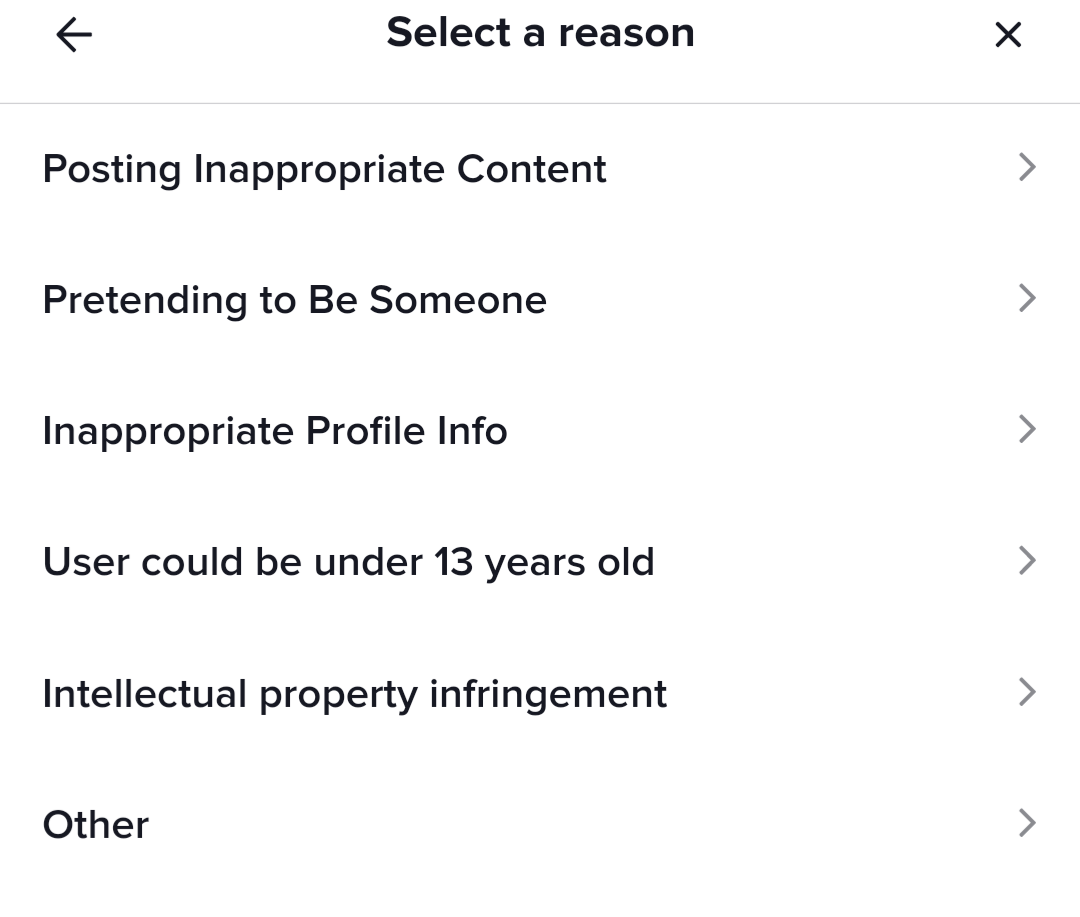 Select a reason
Posting Inappropriate Content
Pretending to Be Someone
Inappropriate Profile Info
User could be under 13 years old
Intellectual property infringement
Other